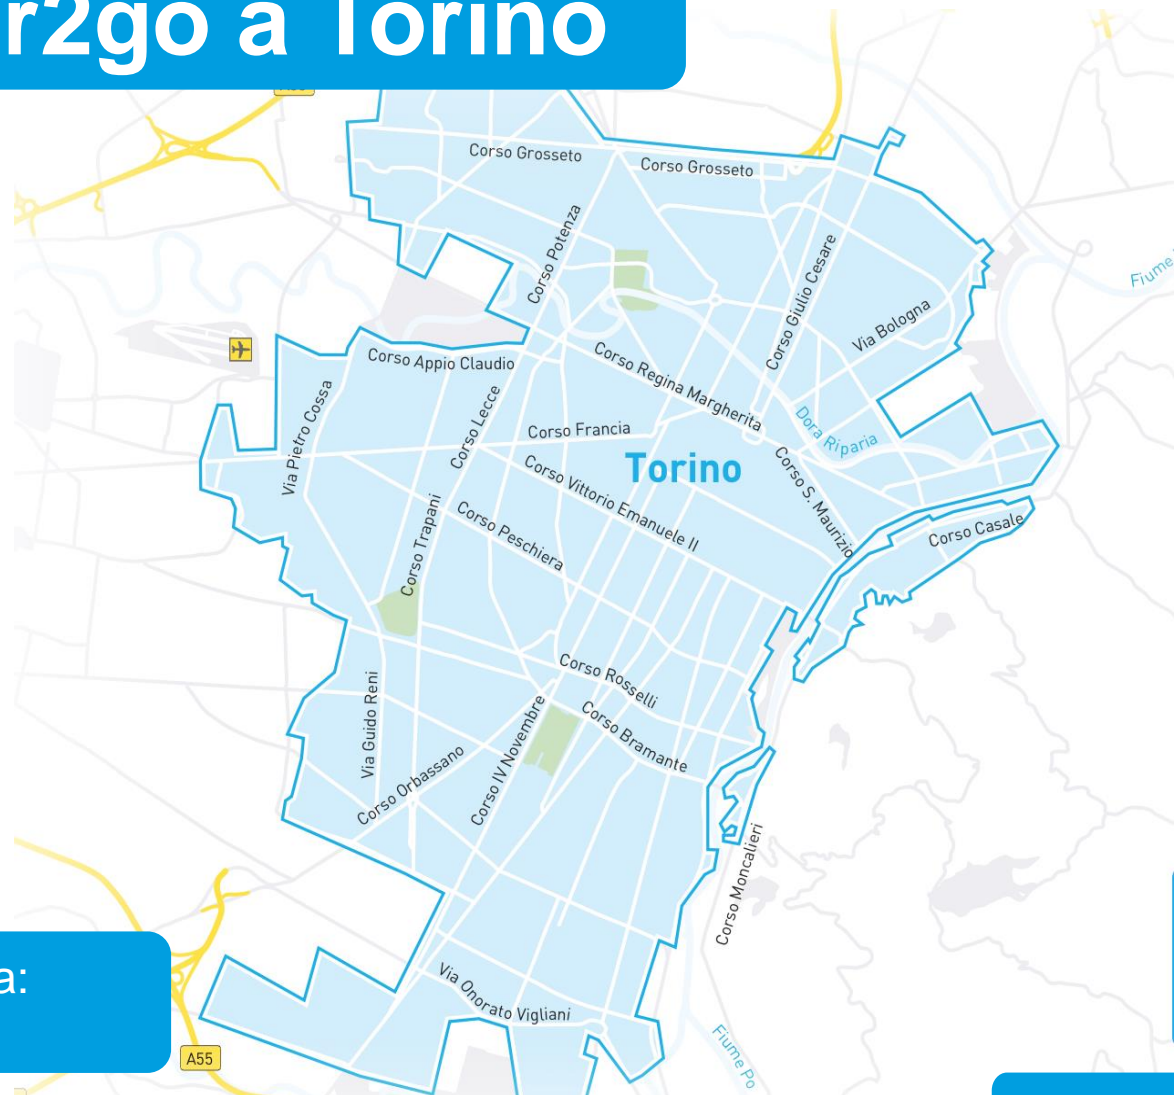 r2go a Torino
Corso Grosseto
Corso Grosseto
Corso Potenza
Corso Giulio Cesare
Fiume
Via Bologna
Corso Appio Claudio
Corso Regina Margherita
Via Pietro Cossa
Corso Lecce
Corso Francia
Dora Riparia
Torino
Corso Vittorio Emanuele II
Corso S. Maurizio
Corso Trapani
Corso Peschiera
Corso Casale
Corso Rosselli
Via Guido Reni
Corso IV Novembre
Corso Bramante
Corso Orbassano
Corso Moncalieri
a:
Via Onorato Vigliani
Fiume Po
A55